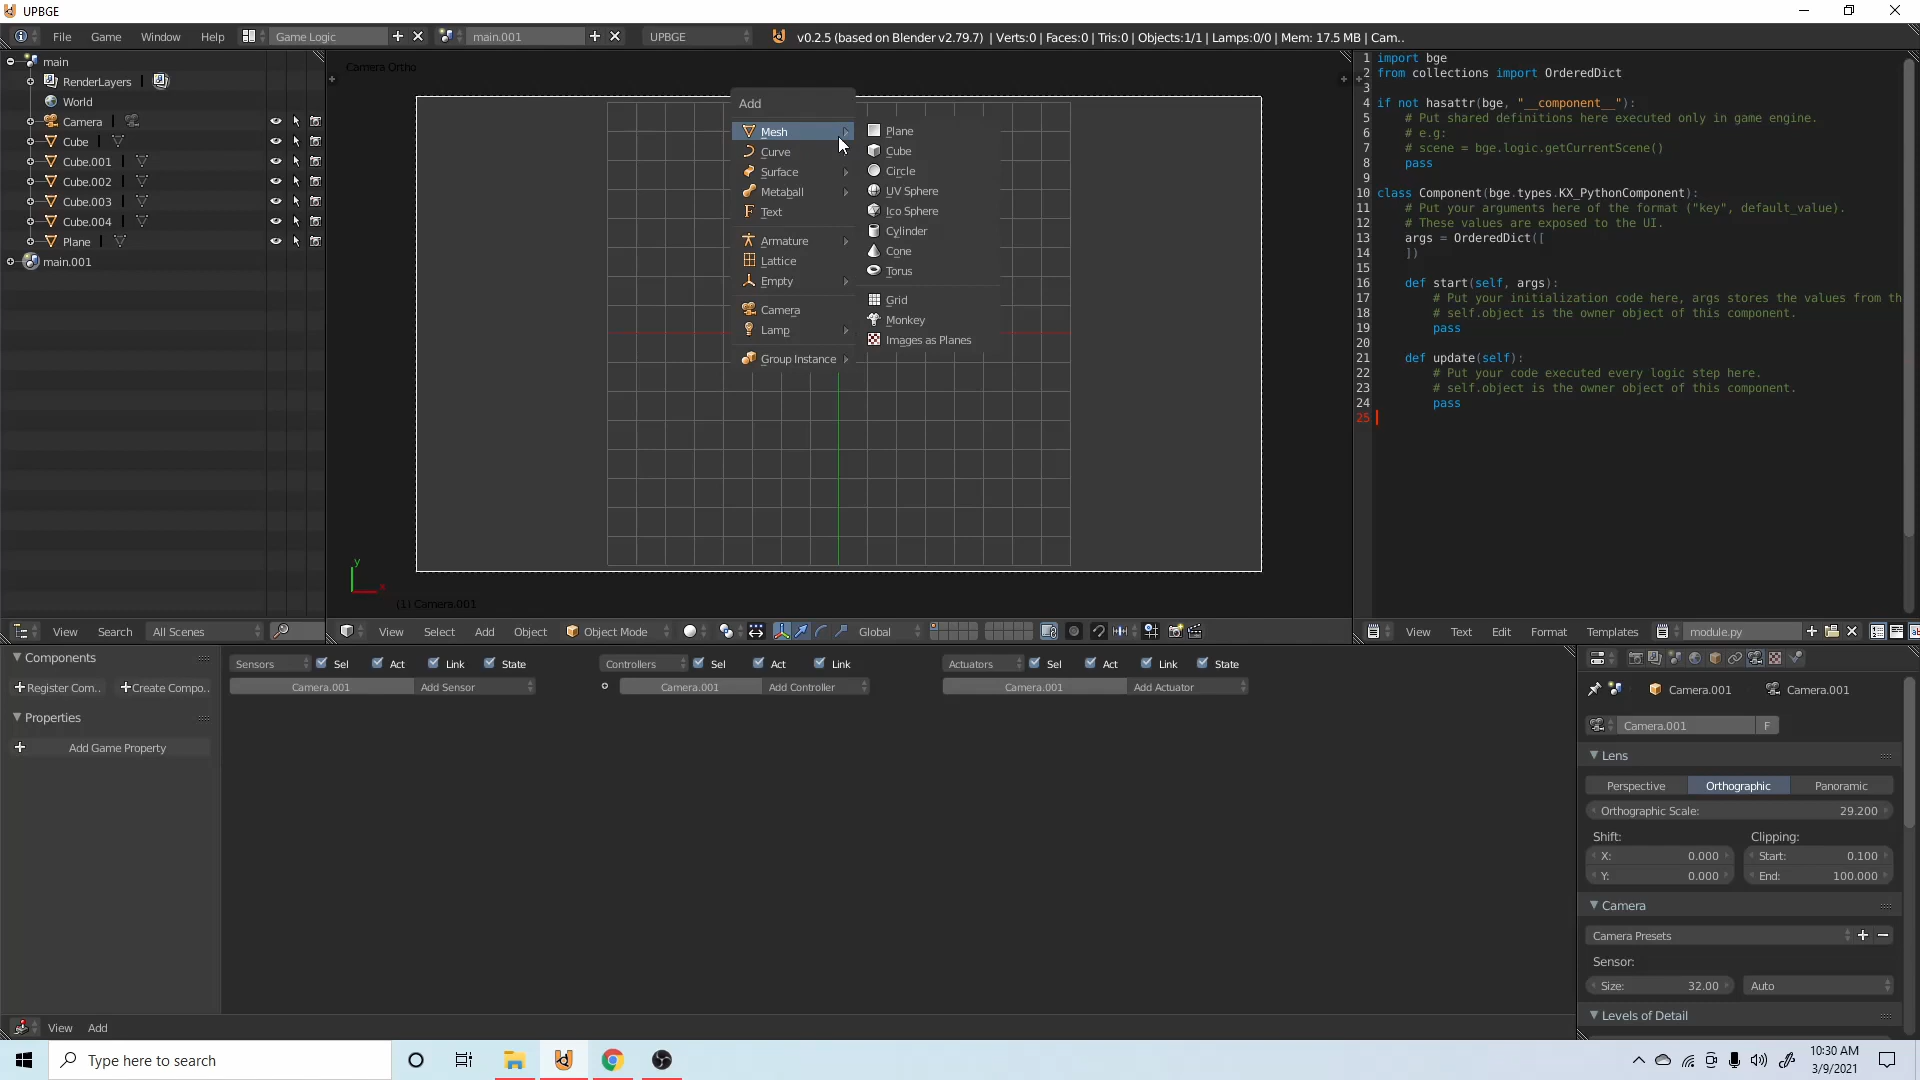 UPBGE
File Game Window Help Game Logic main.001 UPBGE v0.2.5 (based on Blender v2.79.7) | Verts:0 | Faces:0 | Tris:0 | Objects:1/1 | Lamps:0/0 | Mem: 17.5 MB | Cam..
main
RenderLayers
World
Camera
Cube
Cube.001
Cube.002
Cube.003
Cube.004
Plane
main.001
View Search All Scenes
Camera Ortho
Add
Mesh
Curve
Surface
Metaball
Text
Armature
Lattice
Empty
Camera
Lamp
Group Instance
Plane
Cube
Circle
UV Sphere
Ico Sphere
Cylinder
Cone
Torus
Grid
Monkey
Images as Planes
y
x
(1) Camera.001
View Select Add Object Object Mode Global
1 import bge
2 from collections import OrderedDict
3
4 if not hasattr(bge, "__component__"):
5 # Put shared definitions here executed only in game engine.
6 # e.g:
7 # scene = bge.logic.getCurrentScene()
8 pass
9
10 class Component(bge.types.KX_PythonComponent):
11 # Put your arguments here of the format ("key", default_value).
12 # These values are exposed to the UI.
13 args = OrderedDict([
14 ])
15
16 def start(self, args):
17 # Put your initialization code here, args stores the values from th
18 # self.object is the owner object of this component.
19 pass
20
21 def update(self):
22 # Put your code executed every logic step here.
23 # self.object is the owner object of this component.
24 pass
25
View Text Edit Format Templates module.py
Components
Register Com.. Create Compo..
Properties
Add Game Property
Sensors Sel Act Link State
Camera.001 Add Sensor
Controllers Sel Act Link
Camera.001 Add Controller
Actuators Sel Act Link State
Camera.001 Add Actuator
View Add
Camera.001 Camera.001
Camera.001 F
Lens
Perspective Orthographic Panoramic
Orthographic Scale: 29.200
Shift: Clipping:
X: 0.000 Start: 0.100
Y: 0.000 End: 100.000
Camera
Camera Presets
Sensor:
Size: 32.00 Auto
Levels of Detail
Type here to search
10:30 AM
3/9/2021